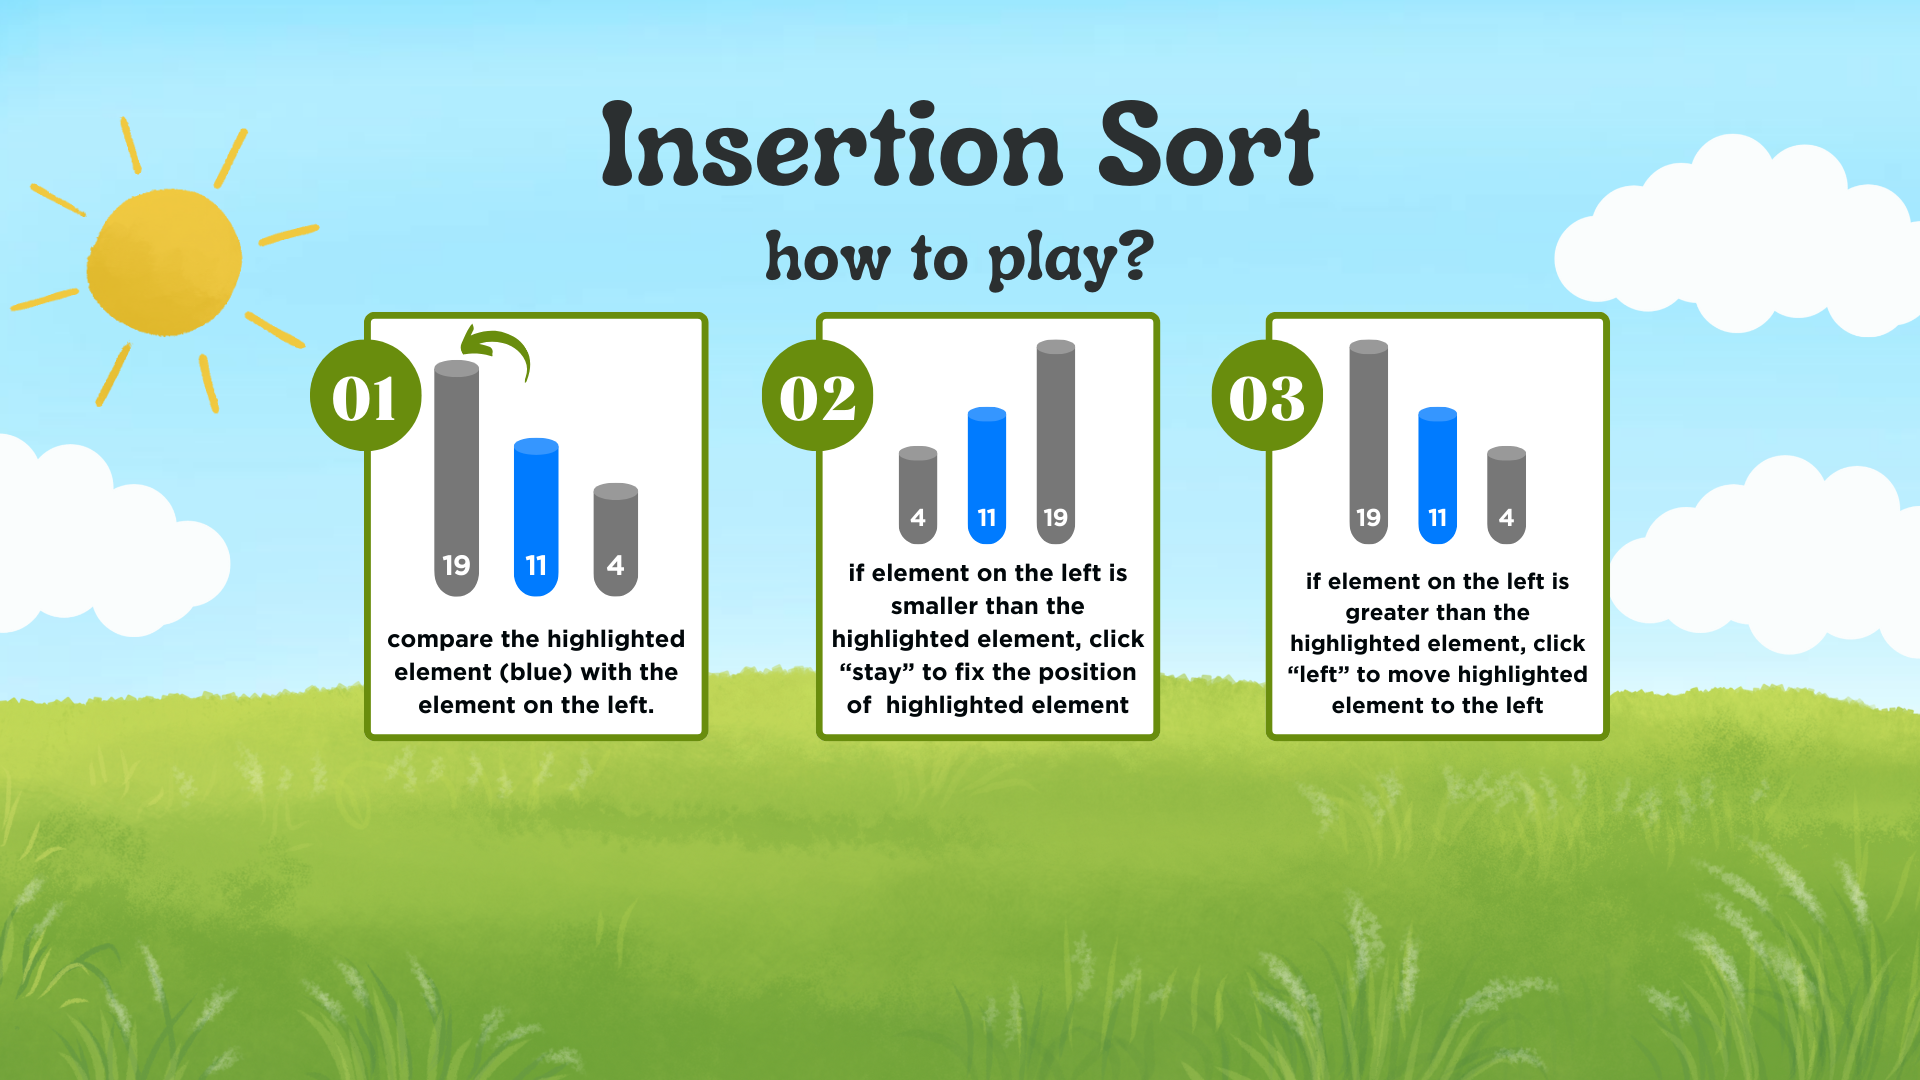 Insertion Sort
how to play?
01
19 11 4
compare the highlighted
element (blue) with the
element on the left.
02
4 11 19
if element on the left is
smaller than the
highlighted element, click
“stay” to fix the position
of highlighted element
03
19 11 4
if element on the left is
greater than the
highlighted element, click
“left” to move highlighted
element to the left